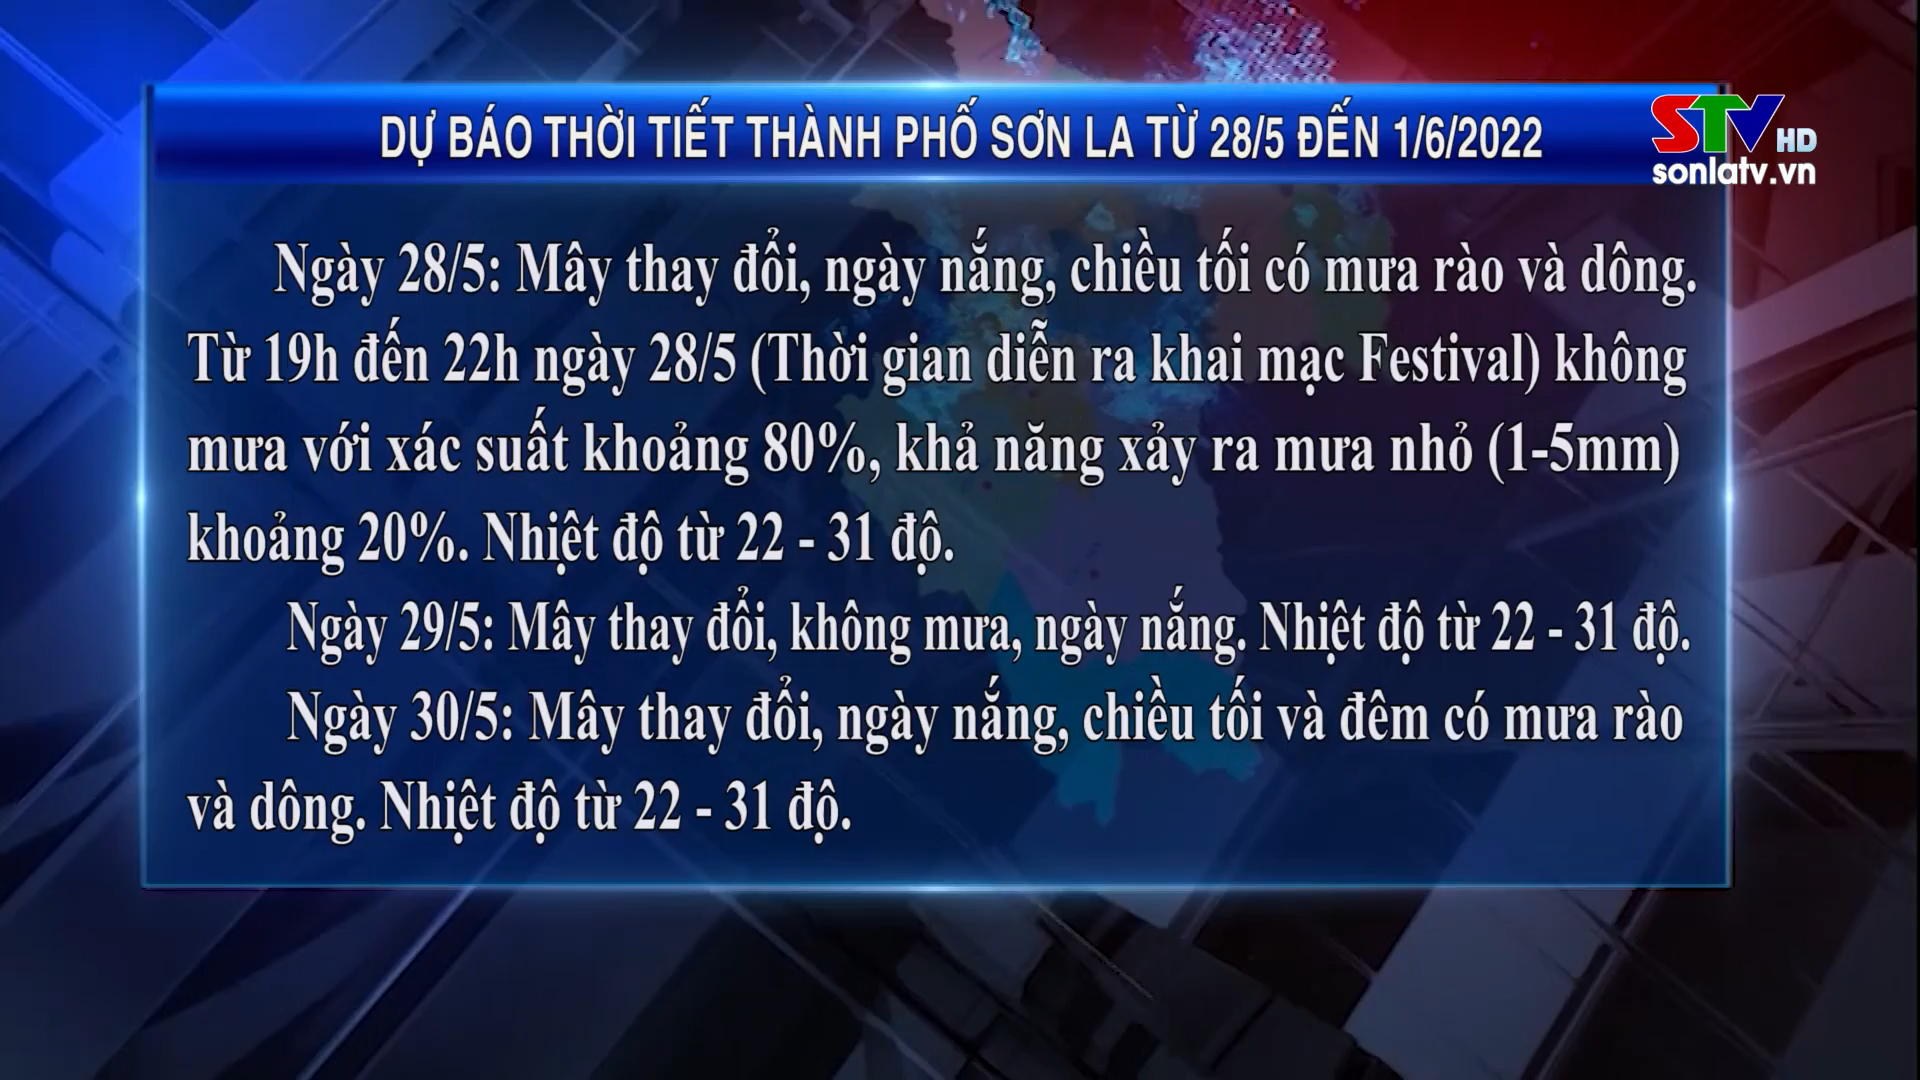 DỰ BÁO THỜI TIẾT THÀNH PHỐ SƠN LA TỪ 28/5 ĐẾN 1/6/2022
STV HD
sonlatv.vn
Ngày 28/5: Mây thay đổi, ngày nắng, chiều tối có mưa rào và dông.
Từ 19h đến 22h ngày 28/5 (Thời gian diễn ra khai mạc Festival) không
mưa với xác suất khoảng 80%, khả năng xảy ra mưa nhỏ (1-5mm)
khoảng 20%. Nhiệt độ từ 22 - 31 độ.
Ngày 29/5: Mây thay đổi, không mưa, ngày nắng. Nhiệt độ từ 22 - 31 độ.
Ngày 30/5: Mây thay đổi, ngày nắng, chiều tối và đêm có mưa rào
và dông. Nhiệt độ từ 22 - 31 độ.